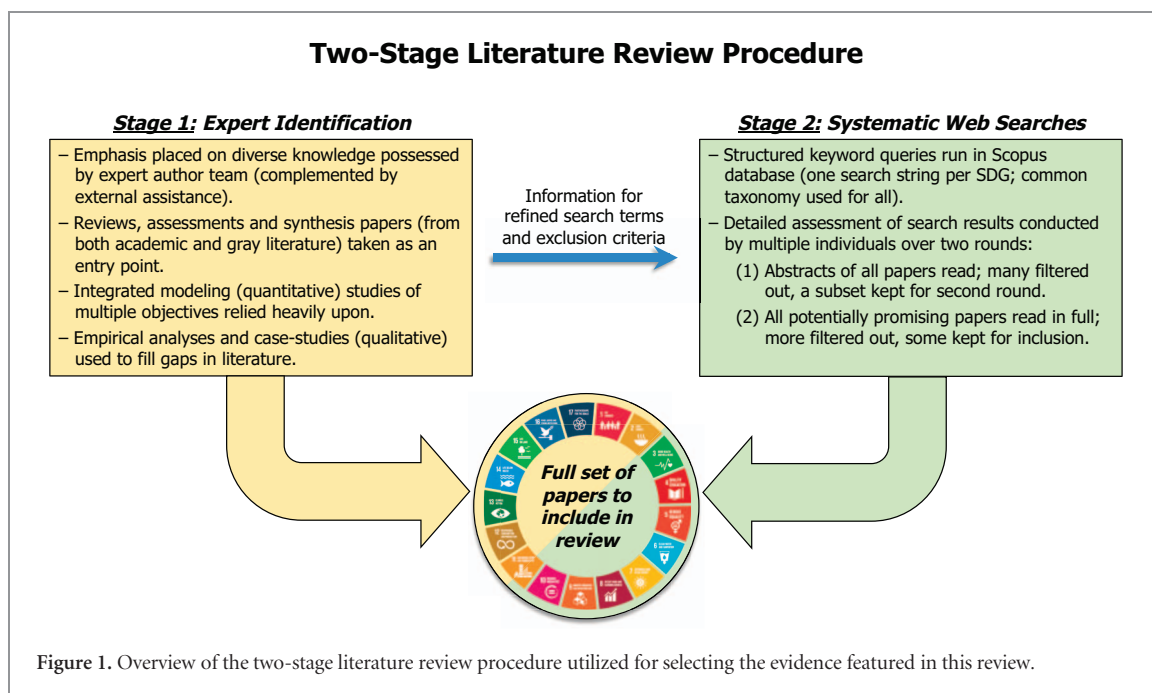 Two-Stage Literature Review Procedure
Stage 1: Expert Identification
– Emphasis placed on diverse knowledge possessed
by expert author team (complemented by
external assistance).
– Reviews, assessments and synthesis papers (from
both academic and gray literature) taken as an
entry point.
– Integrated modeling (quantitative) studies of
multiple objectives relied heavily upon.
– Empirical analyses and case-studies (qualitative)
used to fill gaps in literature.
Information for
refined search terms
and exclusion criteria
Stage 2: Systematic Web Searches
– Structured keyword queries run in Scopus
database (one search string per SDG; common
taxonomy used for all).
– Detailed assessment of search results conducted
by multiple individuals over two rounds:
(1) Abstracts of all papers read; many filtered
out, a subset kept for second round.
(2) All potentially promising papers read in full;
more filtered out, some kept for inclusion.
Full set of
papers to
include in
review
Figure 1. Overview of the two-stage literature review procedure utilized for selecting the evidence featured in this review.